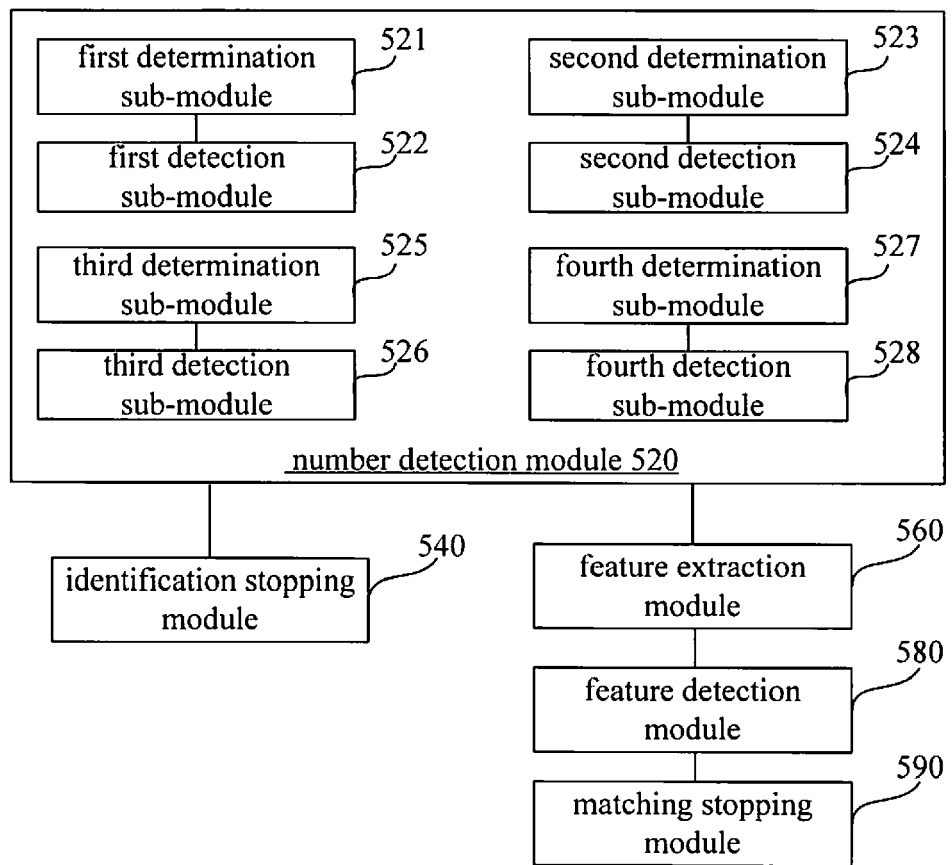 first determination
sub-module
521
first detection
sub-module
522
second determination
sub-module
523
second detection
sub-module
524
third determination
sub-module
525
third detection
sub-module
526
fourth determination
sub-module
527
fourth detection
sub-module
528
number detection module 520
identification stopping
module
540
feature extraction
module
560
feature detection
module
580
matching stopping
module
590